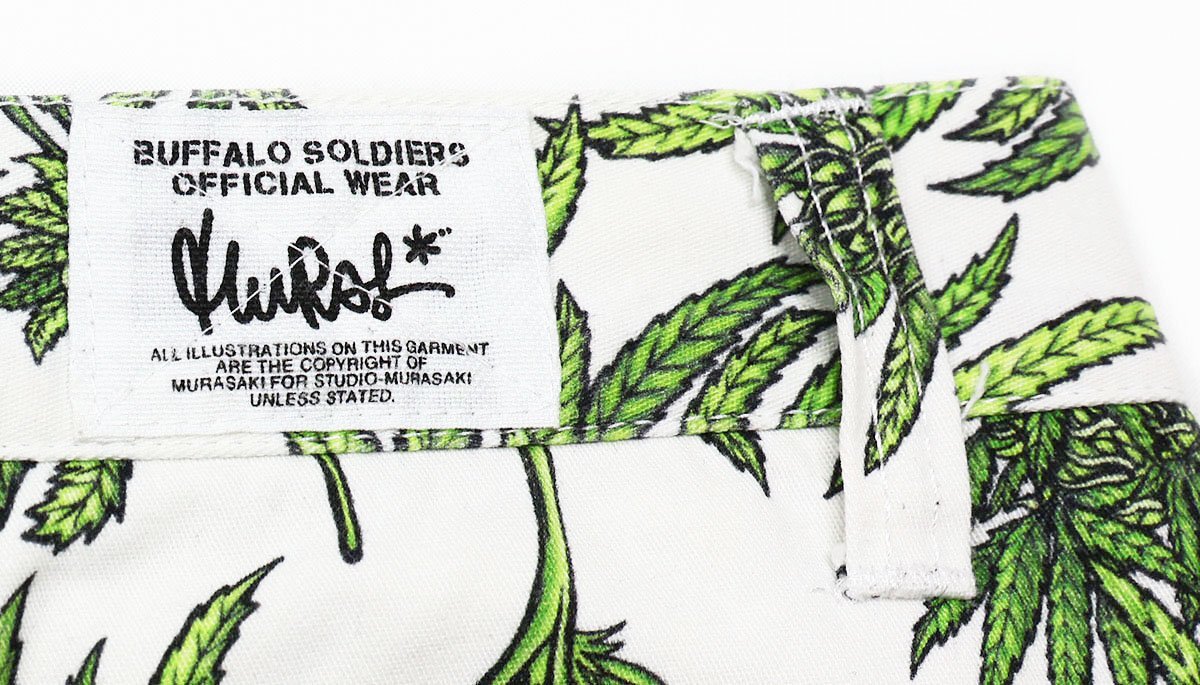 BUFFALO SOLDIERS
OFFICIAL WEAR
ALL ILLUSTRATIONS ON THIS GARMENT
ARE THE COPYRIGHT OF
MURASAKI FOR STUDIO-MURASAKI
UNLESS STATED.